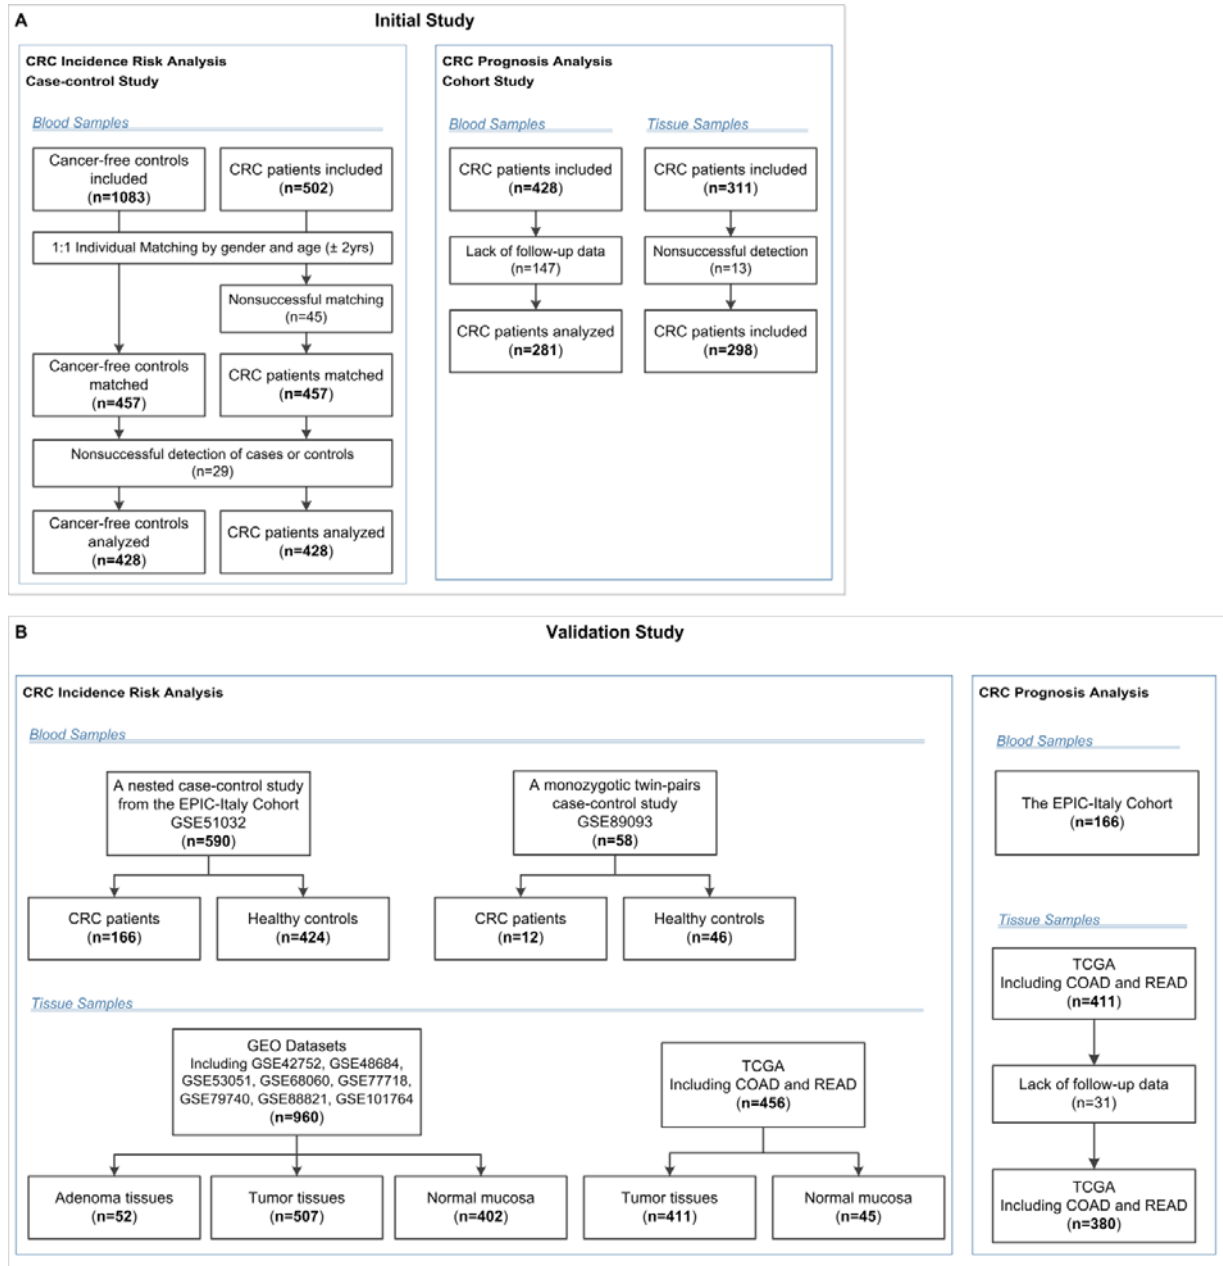 A
Initial Study
CRC Incidence Risk Analysis
Case-control Study
Blood Samples
Cancer-free controls
included
(n=1083)
CRC patients included
(n=502)
1:1 Individual Matching by gender and age (± 2yrs)
Nonsuccessful matching
(n=45)
Cancer-free controls
matched
(n=457)
CRC patients matched
(n=457)
Nonsuccessful detection of cases or controls
(n=29)
Cancer-free controls
analyzed
(n=428)
CRC patients analyzed
(n=428)
CRC Prognosis Analysis
Cohort Study
Blood Samples
CRC patients included
(n=428)
Lack of follow-up data
(n=147)
CRC patients analyzed
(n=281)
Tissue Samples
CRC patients included
(n=311)
Nonsuccessful detection
(n=13)
CRC patients included
(n=298)
B
Validation Study
CRC Incidence Risk Analysis
Blood Samples
A nested case-control study
from the EPIC-Italy Cohort
GSE51032
(n=590)
CRC patients
(n=166)
Healthy controls
(n=424)
A monozygotic twin-pairs
case-control study
GSE89093
(n=58)
CRC patients
(n=12)
Healthy controls
(n=46)
Tissue Samples
GEO Datasets
Including GSE42752, GSE48684,
GSE53051, GSE68060, GSE77718,
GSE79740, GSE88821, GSE101764
(n=960)
Adenoma tissues
(n=52)
Tumor tissues
(n=507)
Normal mucosa
(n=402)
TCGA
Including COAD and READ
(n=456)
Tumor tissues
(n=411)
Normal mucosa
(n=45)
CRC Prognosis Analysis
Blood Samples
The EPIC-Italy Cohort
(n=166)
Tissue Samples
TCGA
Including COAD and READ
(n=411)
Lack of follow-up data
(n=31)
TCGA
Including COAD and READ
(n=380)